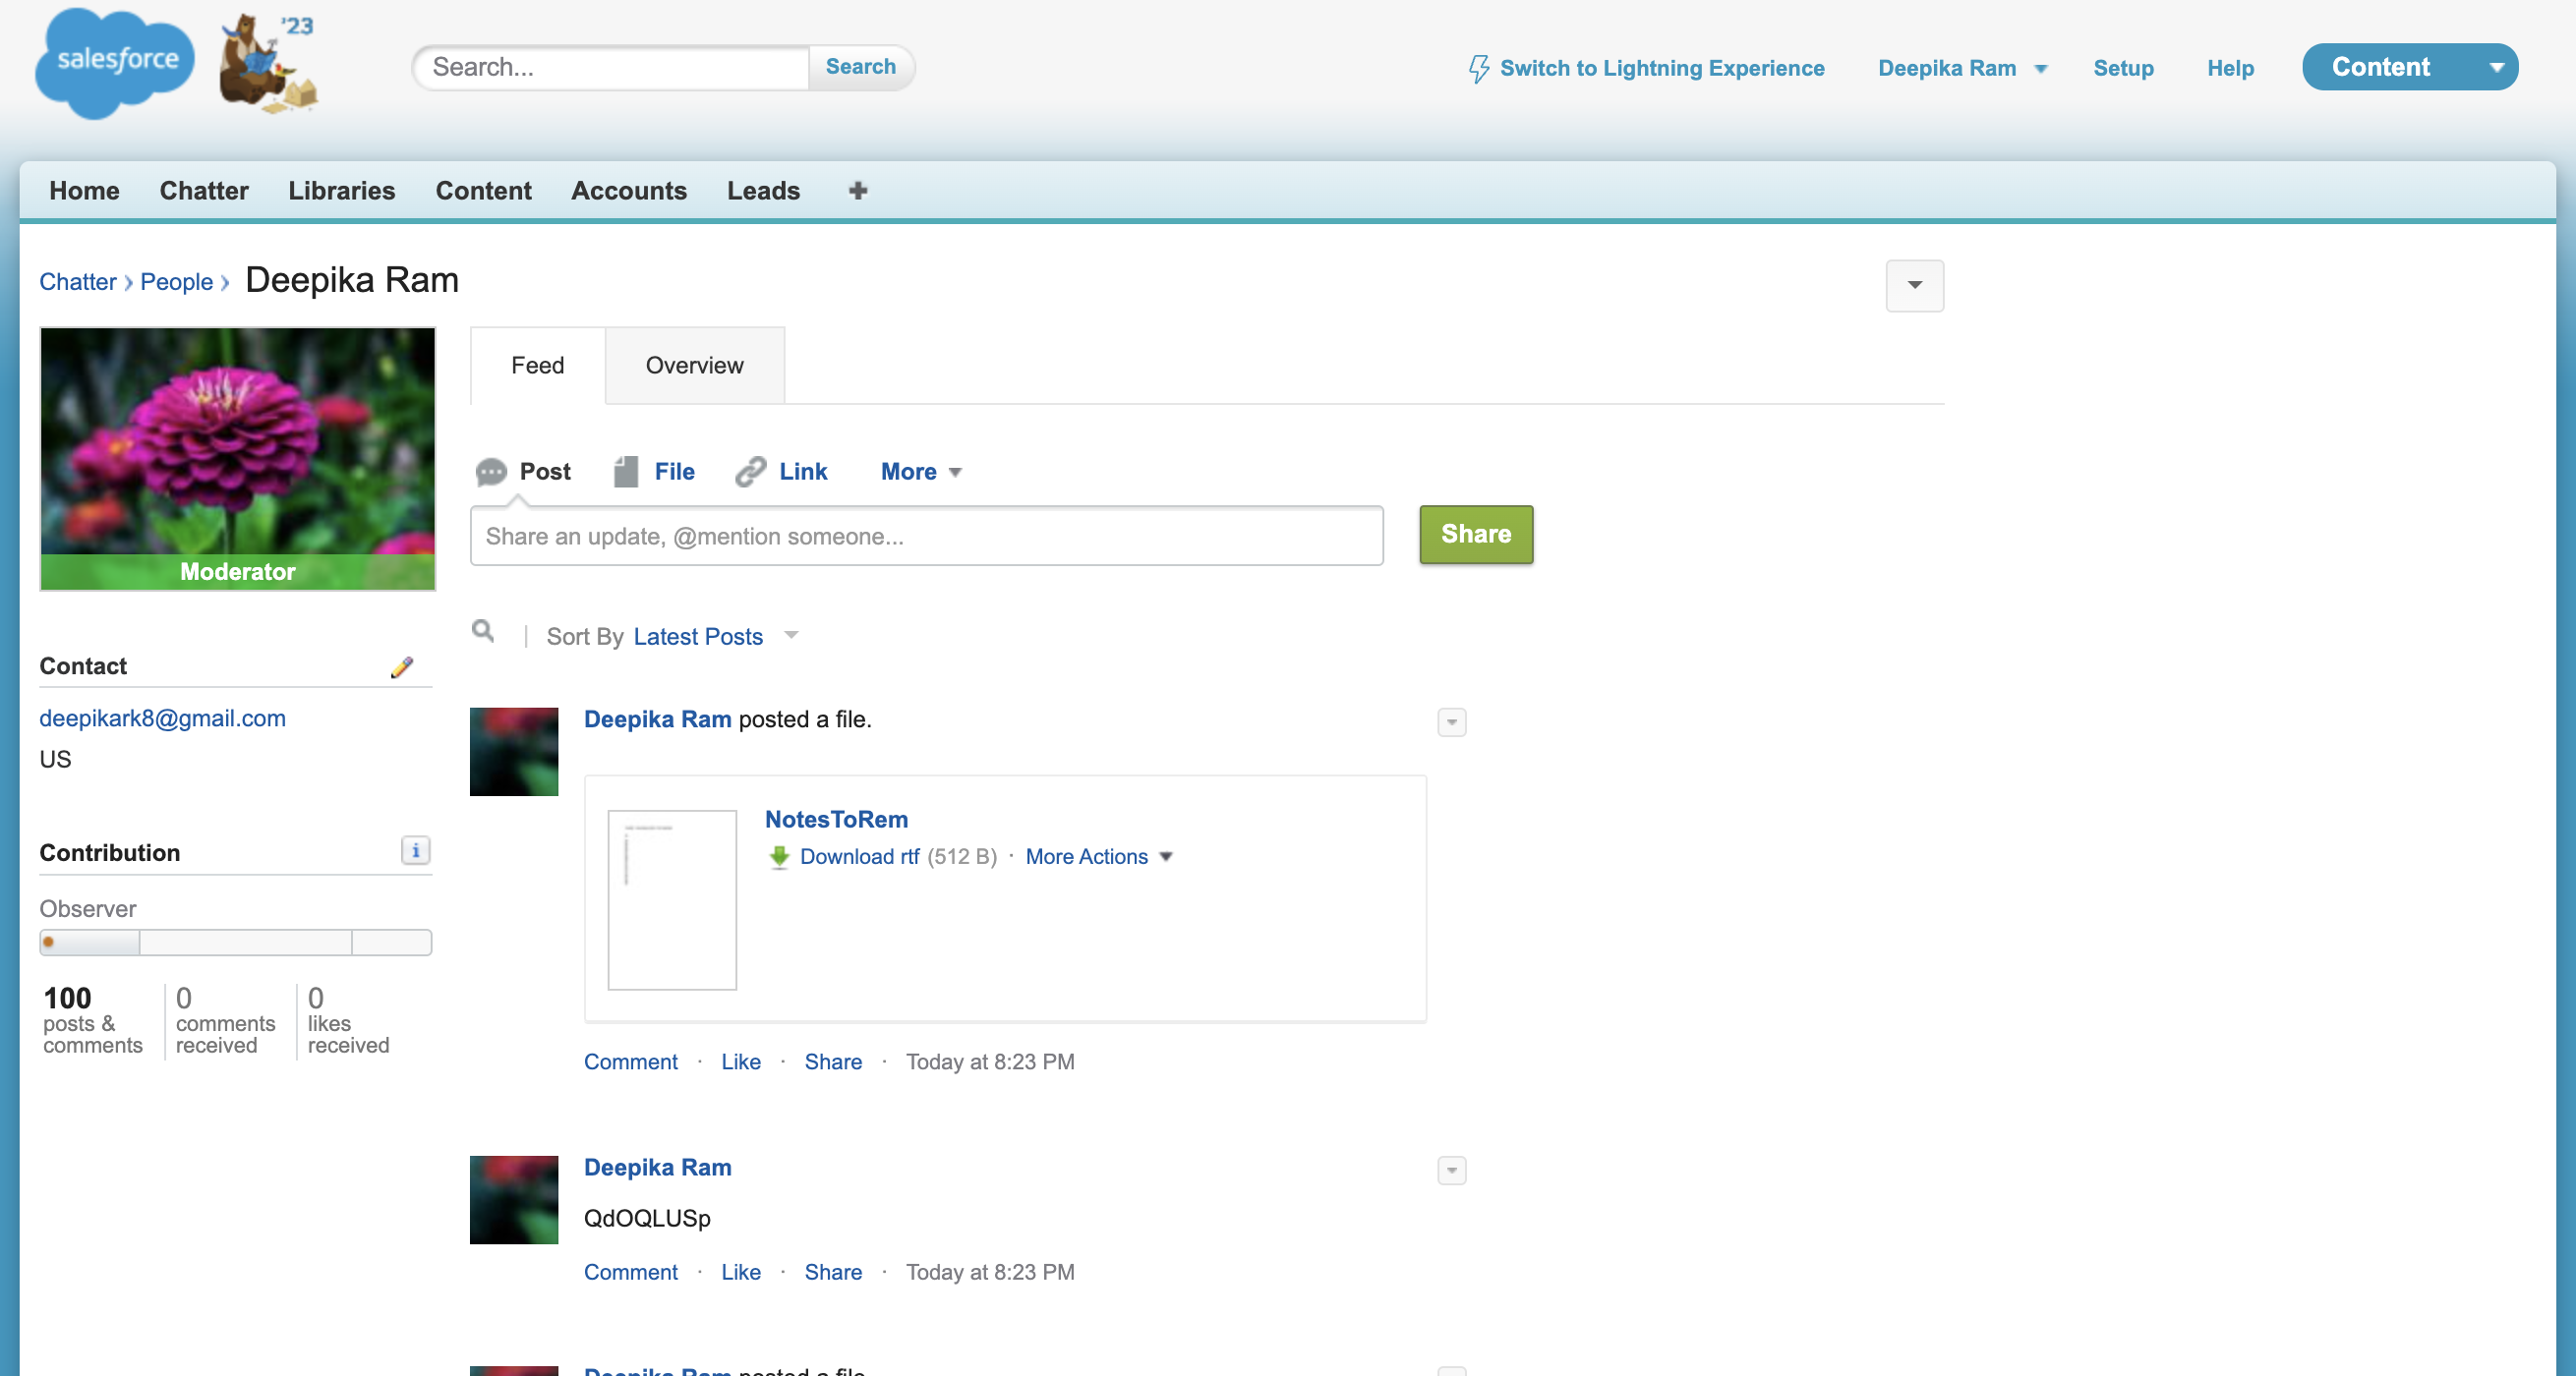 salesforce
'23
Search...
Search
Switch to Lightning Experience
Deepika Ram
Setup
Help
Content
Home
Chatter
Libraries
Content
Accounts
Leads
Chatter
People
Deepika Ram
Feed
Overview
Post
File
Link
More
Share an update, @mention someone...
Share
Moderator
Sort By Latest Posts
Contact
deepikark8@gmail.com
US
Contribution
Observer
100
posts &
comments
0
comments
received
0
likes
received
Deepika Ram posted a file.
NotesToRem
Download rtf (512 B) · More Actions
Comment · Like · Share · Today at 8:23 PM
Deepika Ram
QdOQLUSp
Comment · Like · Share · Today at 8:23 PM
Deepika Ram posted a file.